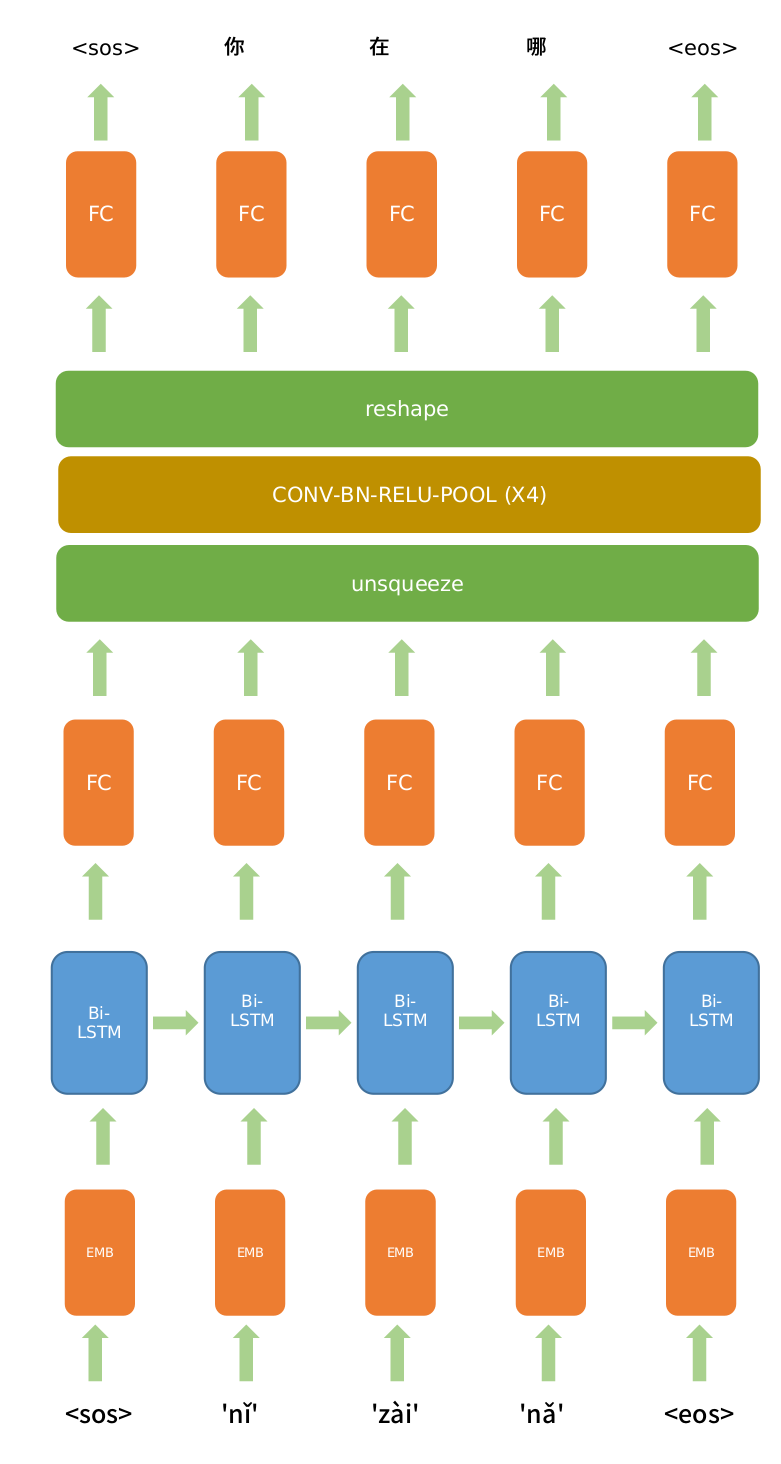 <sos> 你 在 哪 <eos>
FC FC FC FC FC
reshape
CONV-BN-RELU-POOL (X4)
unsqueeze
FC FC FC FC FC
Bi- Bi- Bi- Bi- Bi-
LSTM LSTM LSTM LSTM LSTM
EMB EMB EMB EMB EMB
<sos> 'nǐ' 'zài' 'nǎ' <eos>